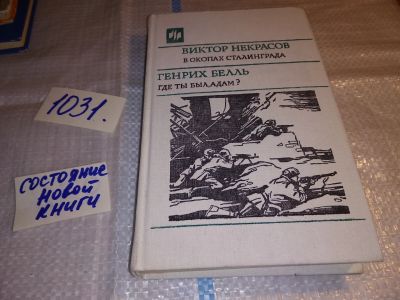 ВИКТОР НЕКРАСОВ
В ОКОПАХ СТАЛИНГРАДА
ГЕНРИХ БЕЛЛЬ
ГДЕ ТЫ БЫЛ, АДАМ?
1031.
СОСТОЯНИЕ
НОВОЙ
КНИГИ